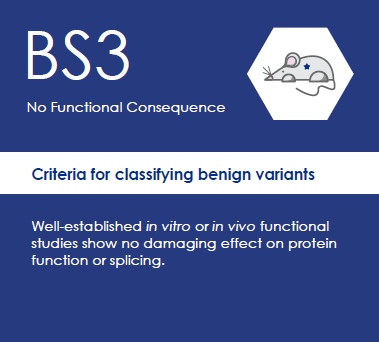 BS3
No Functional Consequence
Criteria for classifying benign variants
Well-established in vitro or in vivo functional
studies show no damaging effect on protein
function or splicing.